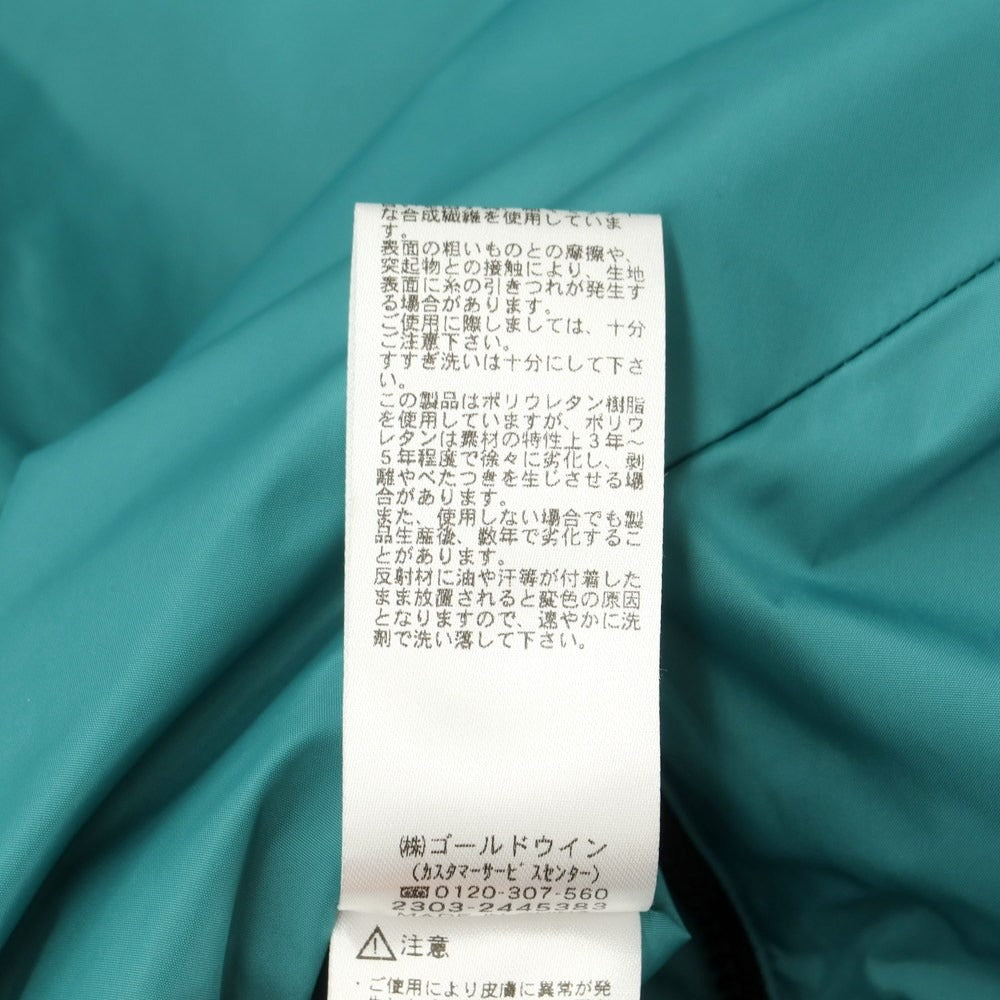 な合成繊維を使用していま
す。
表面の粗いものとの摩擦や、
突起物との接触により、生地
表面に糸の引きつれが発生す
る場合があります。
ご使用に際しましては、十分
ご注意下さい。
すすぎ洗いは十分にして下さ
い。
この製品はポリウレタン樹脂
を使用していますが、ポリウ
レタンは素材の特性上3年～
5年程度で徐々に劣化し、剥
離やべたつきを生じさせる場
合があります。
また、使用しない場合でも製
品生産後、数年で劣化するこ
とがあります。
反射材に油や汗等が付着した
まま放置されると変色の原因
となりますので、速やかに洗
剤で洗い落して下さい。
㈱ゴールドウイン
(ｶｽﾀﾏｰｻｰﾋﾞｽｾﾝﾀｰ)
0120-307-560
2303-2445383
注意
・ご使用により皮膚に異常が発